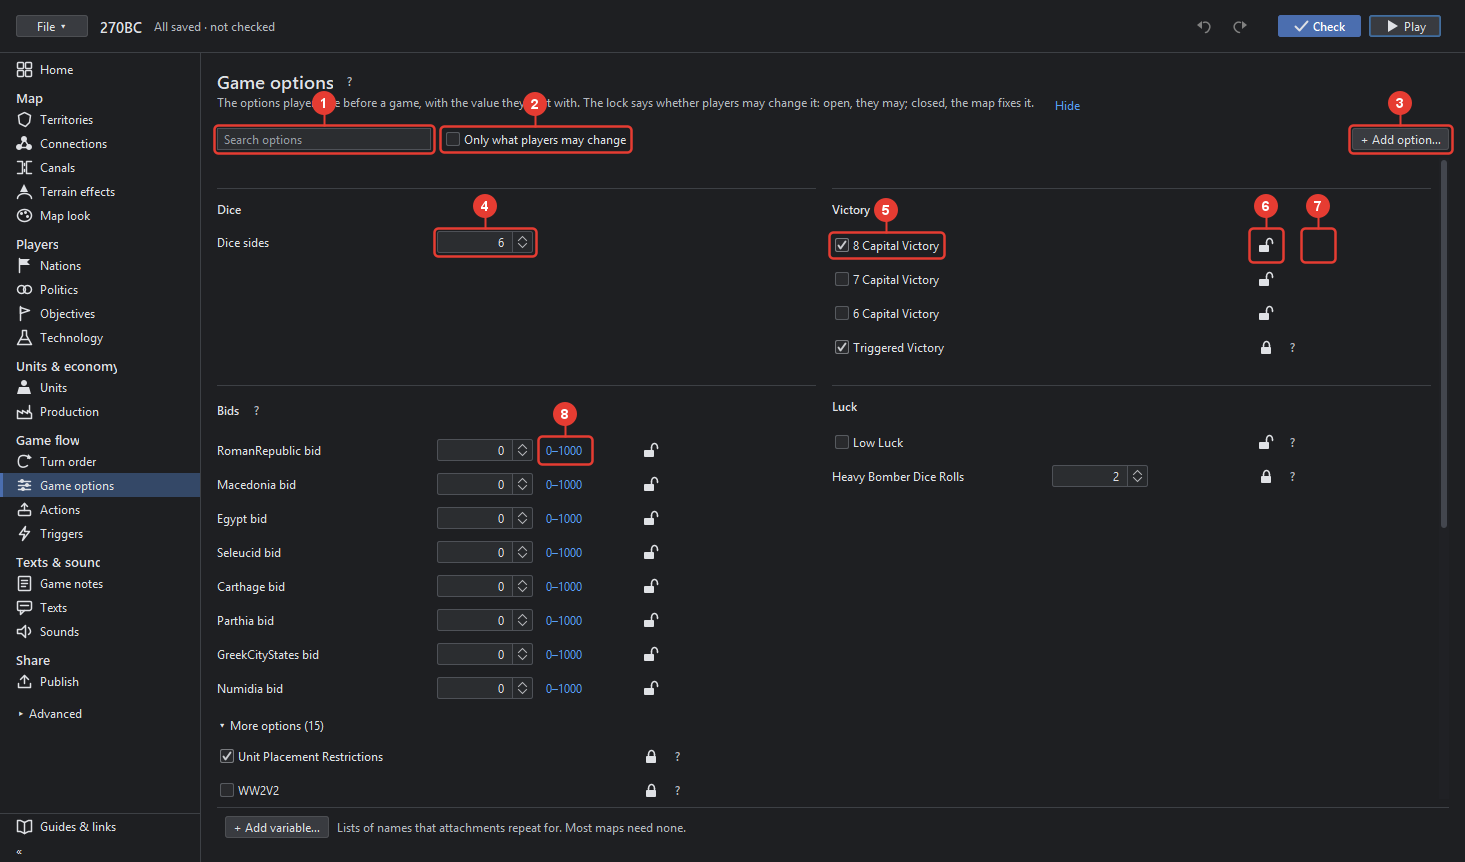 File
270BC
All saved · not checked
Check
Play
Home
Map
Territories
Connections
Canals
Terrain effects
Map look
Players
Nations
Politics
Objectives
Technology
Units & economy
Units
Production
Game flow
Turn order
Game options
Actions
Triggers
Texts & sound
Game notes
Texts
Sounds
Share
Publish
Advanced
Guides & links
«
Game options ?
The options playe e before a game, with the value they t with. The lock says whether players may change it: open, they may; closed, the map fixes it. Hide
1 2 3
Search options
Only what players may change
+ Add option...
Dice
4
Dice sides 6
Victory 5 6 7
8 Capital Victory
7 Capital Victory
6 Capital Victory
Triggered Victory ?
Bids ?
8
RomanRepublic bid 0 0–1000
Macedonia bid 0 0–1000
Egypt bid 0 0–1000
Seleucid bid 0 0–1000
Carthage bid 0 0–1000
Parthia bid 0 0–1000
GreekCityStates bid 0 0–1000
Numidia bid 0 0–1000
More options (15)
Unit Placement Restrictions ?
WW2V2 ?
Luck
Low Luck ?
Heavy Bomber Dice Rolls 2 ?
+ Add variable... Lists of names that attachments repeat for. Most maps need none.